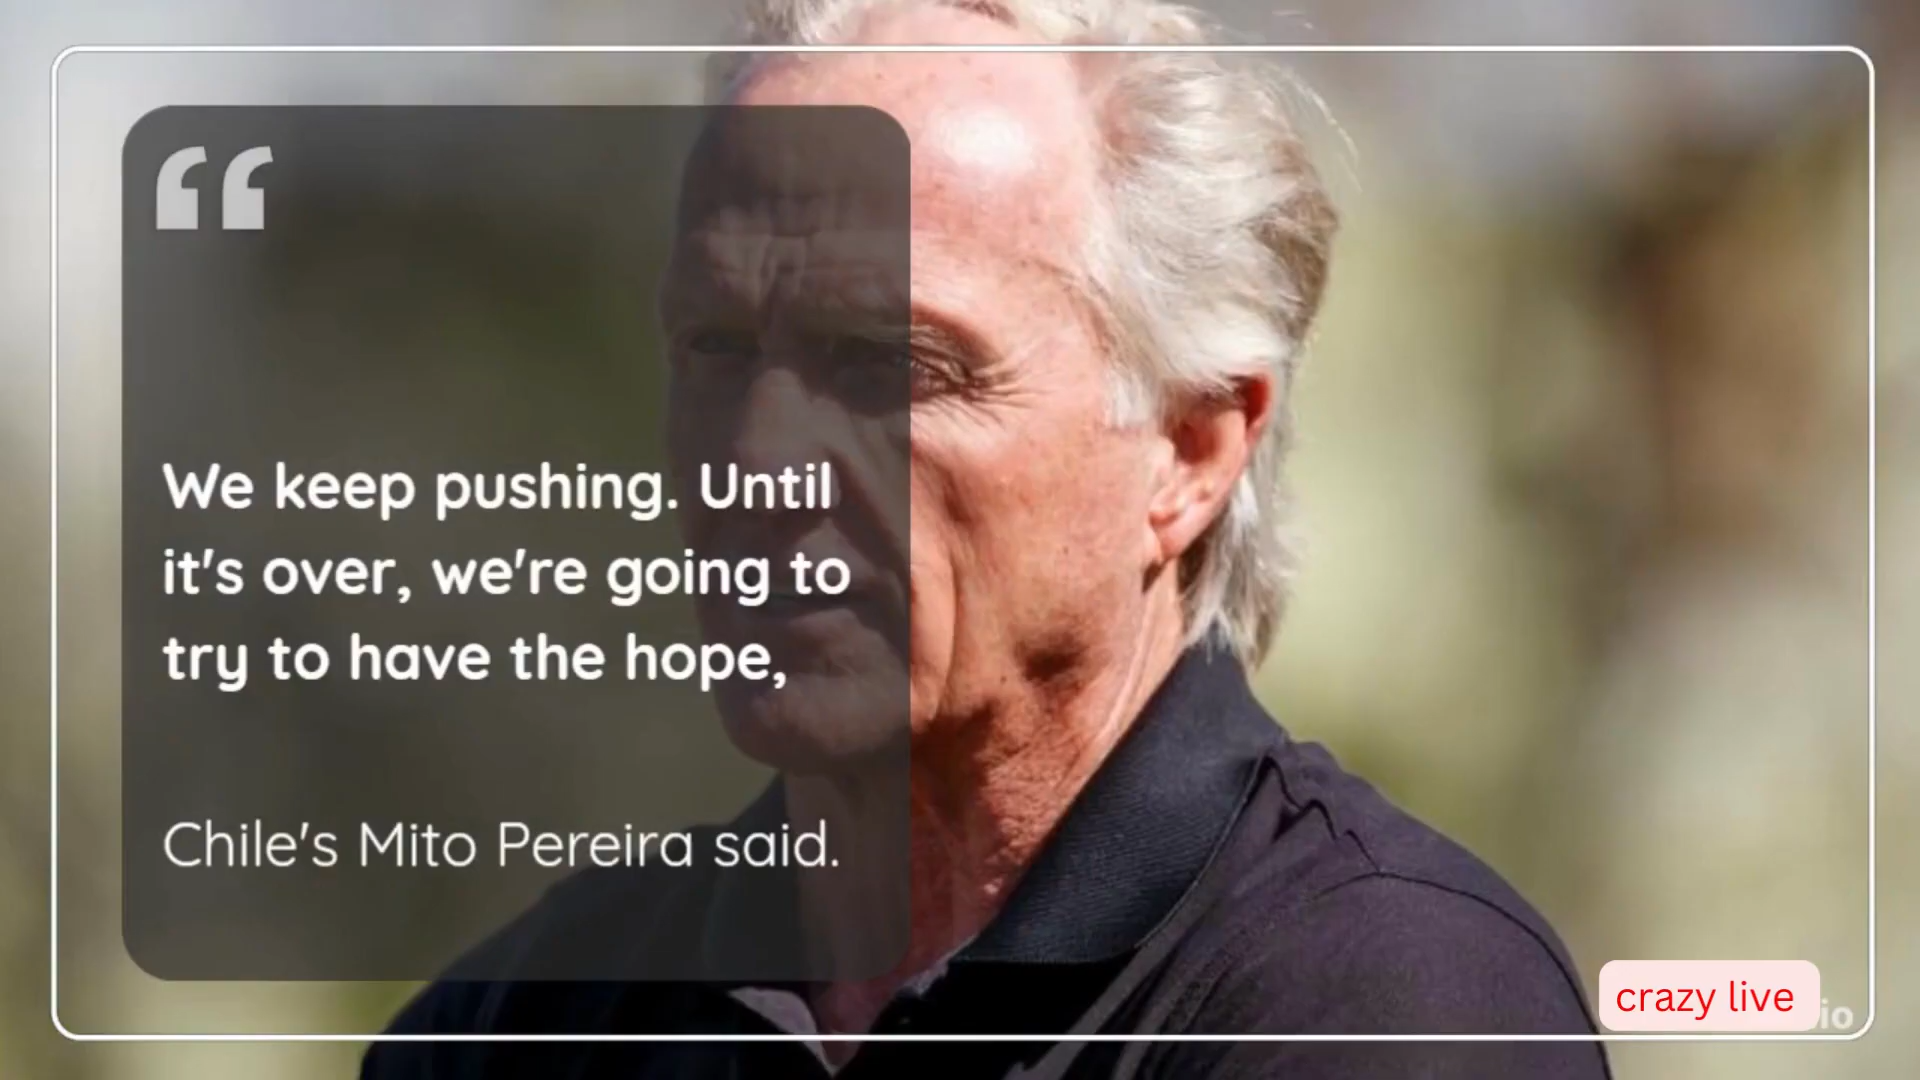 “
We keep pushing. Until
it's over, we're going to
try to have the hope,
Chile's Mito Pereira said.
crazy live
io